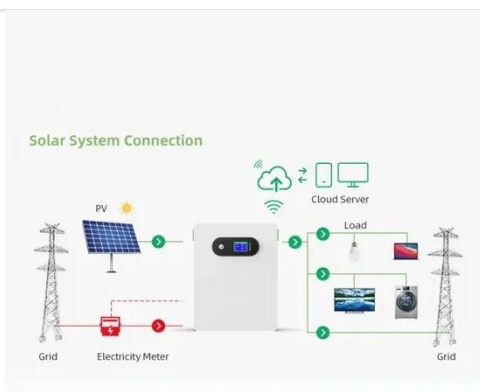 Solar System Connection
Cloud Server
PV
Load
Grid
Electricity Meter
Grid